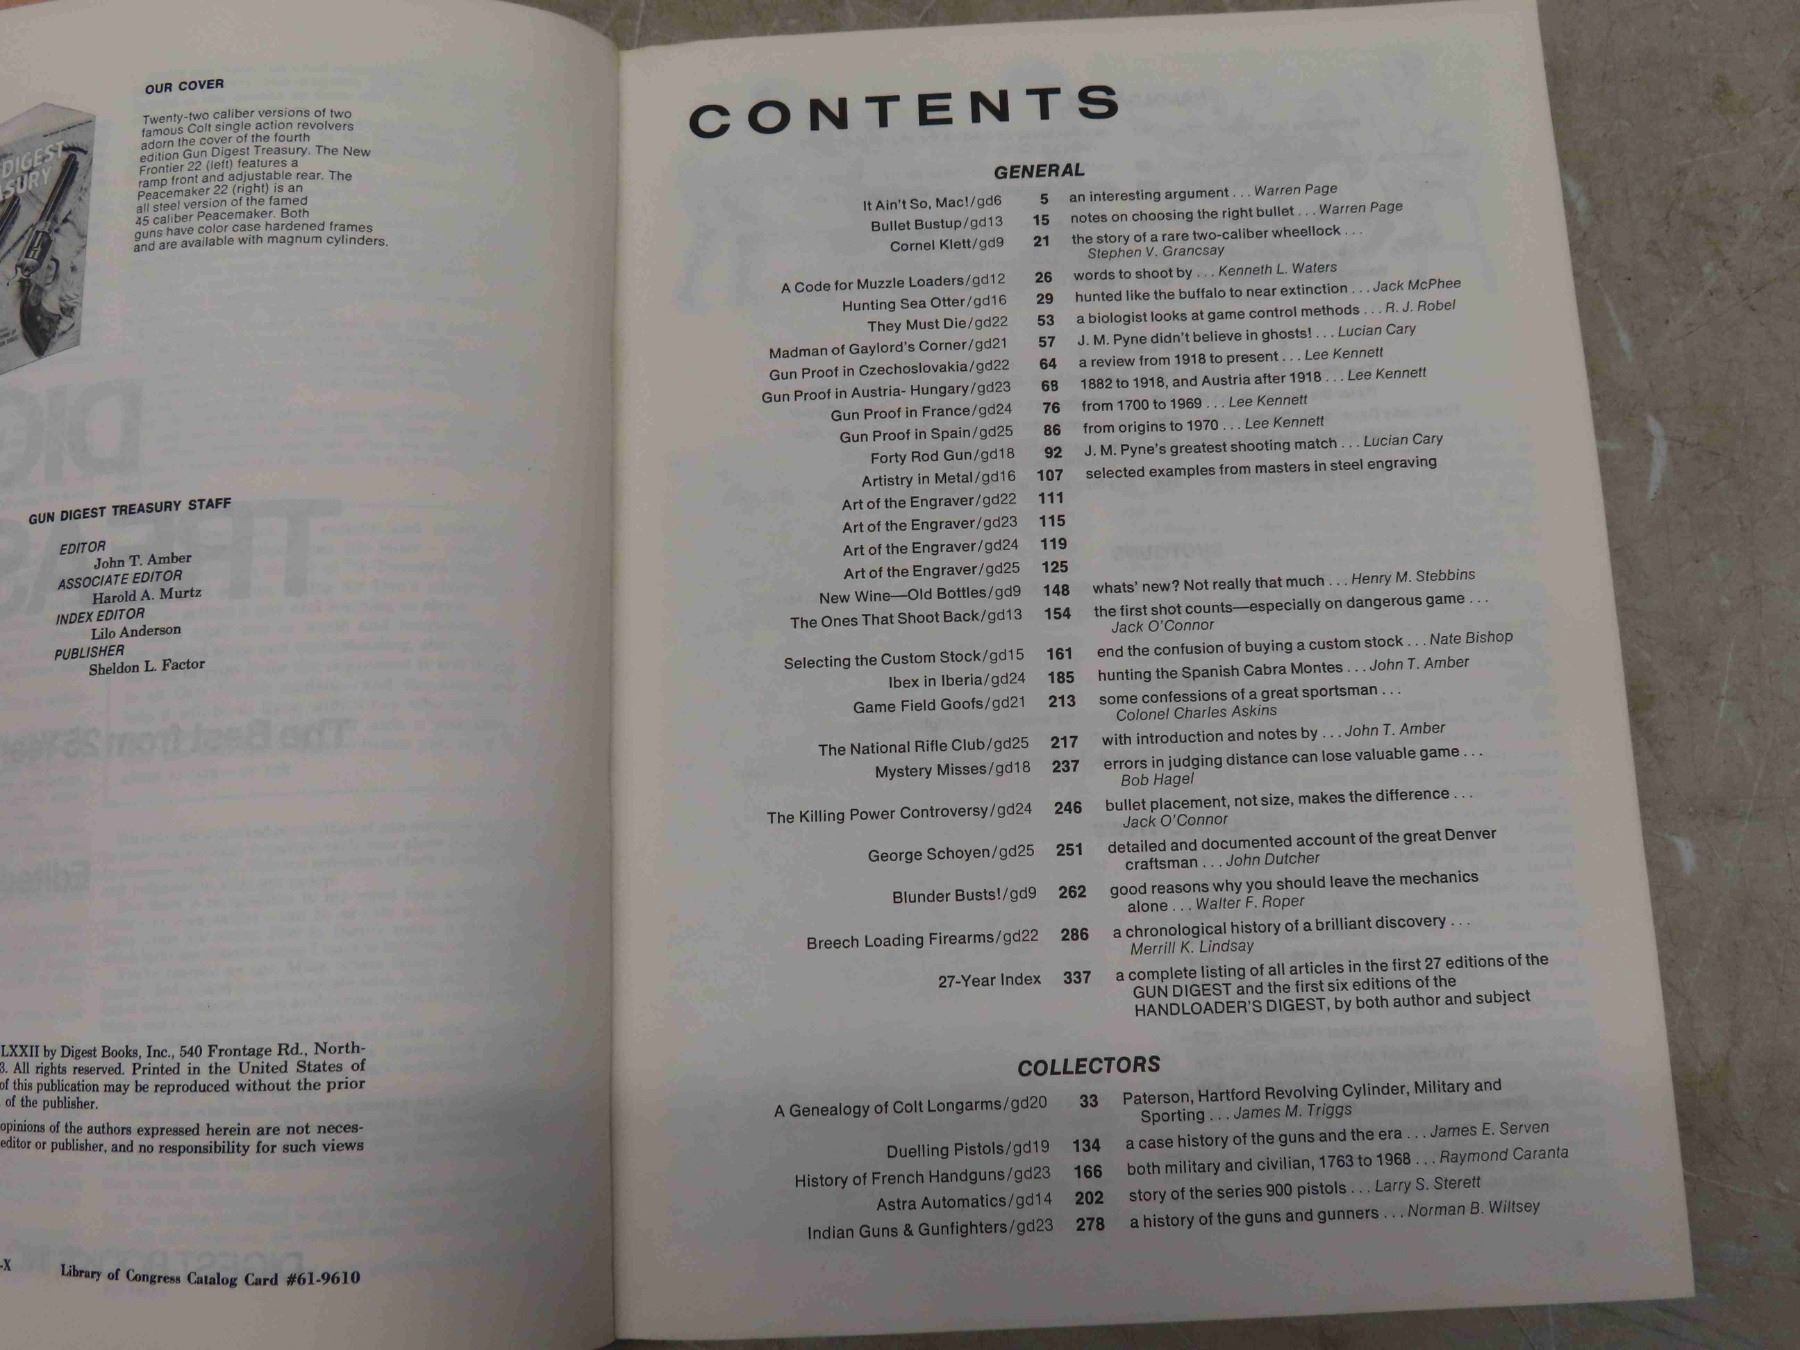 OUR COVER
Twenty-two caliber versions of two
famous Colt single action revolvers
adorn the cover of the fourth
edition Gun Digest Treasury. The New
Frontier 22 (left) features a
ramp front and adjustable rear. The
Peacemaker 22 (right) is an
all steel version of the famed
45 caliber Peacemaker. Both
guns have color case hardened frames
and are available with magnum cylinders.
DIGEST
GUN DIGEST TREASURY STAFF
EDITOR
John T. Amber
ASSOCIATE EDITOR
Harold A. Murtz
INDEX EDITOR
Lilo Anderson
PUBLISHER
Sheldon L. Factor
LXXII by Digest Books, Inc., 540 Frontage Rd., North-
3. All rights reserved. Printed in the United States of
of this publication may be reproduced without the prior
of the publisher.
opinions of the authors expressed herein are not neces-
editor or publisher, and no responsibility for such views
-X Library of Congress Catalog Card #61-9610
CONTENTS
GENERAL
It Ain't So, Mac!/gd6 5 an interesting argument . . . Warren Page
Bullet Bustup/gd13 15 notes on choosing the right bullet . . . Warren Page
Cornel Klett/gd9 21 the story of a rare two-caliber wheellock . . .
Stephen V. Grancsay
A Code for Muzzle Loaders/gd12 26 words to shoot by . . . Kenneth L. Waters
Hunting Sea Otter/gd16 29 hunted like the buffalo to near extinction . . . Jack McPhee
They Must Die/gd22 53 a biologist looks at game control methods . . . R. J. Robel
Madman of Gaylord's Corner/gd21 57 J. M. Pyne didn't believe in ghosts! . . . Lucian Cary
Gun Proof in Czechoslovakia/gd22 64 a review from 1918 to present . . . Lee Kennett
Gun Proof in Austria- Hungary/gd23 68 1882 to 1918, and Austria after 1918 . . . Lee Kennett
Gun Proof in France/gd24 76 from 1700 to 1969 . . . Lee Kennett
Gun Proof in Spain/gd25 86 from origins to 1970 . . . Lee Kennett
Forty Rod Gun/gd18 92 J. M. Pyne's greatest shooting match . . . Lucian Cary
Artistry in Metal/gd16 107 selected examples from masters in steel engraving
Art of the Engraver/gd22 111
Art of the Engraver/gd23 115
Art of the Engraver/gd24 119
Art of the Engraver/gd25 125
New Wine—Old Bottles/gd9 148 whats' new? Not really that much . . . Henry M. Stebbins
The Ones That Shoot Back/gd13 154 the first shot counts—especially on dangerous game . . .
Jack O'Connor
Selecting the Custom Stock/gd15 161 end the confusion of buying a custom stock . . . Nate Bishop
Ibex in Iberia/gd24 185 hunting the Spanish Cabra Montes . . . John T. Amber
Game Field Goofs/gd21 213 some confessions of a great sportsman . . .
Colonel Charles Askins
The National Rifle Club/gd25 217 with introduction and notes by . . . John T. Amber
Mystery Misses/gd18 237 errors in judging distance can lose valuable game . . .
Bob Hagel
The Killing Power Controversy/gd24 246 bullet placement, not size, makes the difference . . .
Jack O'Connor
George Schoyen/gd25 251 detailed and documented account of the great Denver
craftsman . . . John Dutcher
Blunder Busts!/gd9 262 good reasons why you should leave the mechanics
alone . . . Walter F. Roper
Breech Loading Firearms/gd22 286 a chronological history of a brilliant discovery . . .
Merrill K. Lindsay
27-Year Index 337 a complete listing of all articles in the first 27 editions of the
GUN DIGEST and the first six editions of the
HANDLOADER'S DIGEST, by both author and subject
COLLECTORS
A Genealogy of Colt Longarms/gd20 33 Paterson, Hartford Revolving Cylinder, Military and
Sporting . . . James M. Triggs
Duelling Pistols/gd19 134 a case history of the guns and the era . . . James E. Serven
History of French Handguns/gd23 166 both military and civilian, 1763 to 1968 . . . Raymond Caranta
Astra Automatics/gd14 202 story of the series 900 pistols . . . Larry S. Sterett
Indian Guns & Gunfighters/gd23 278 a history of the guns and gunners . . . Norman B. Wiltsey